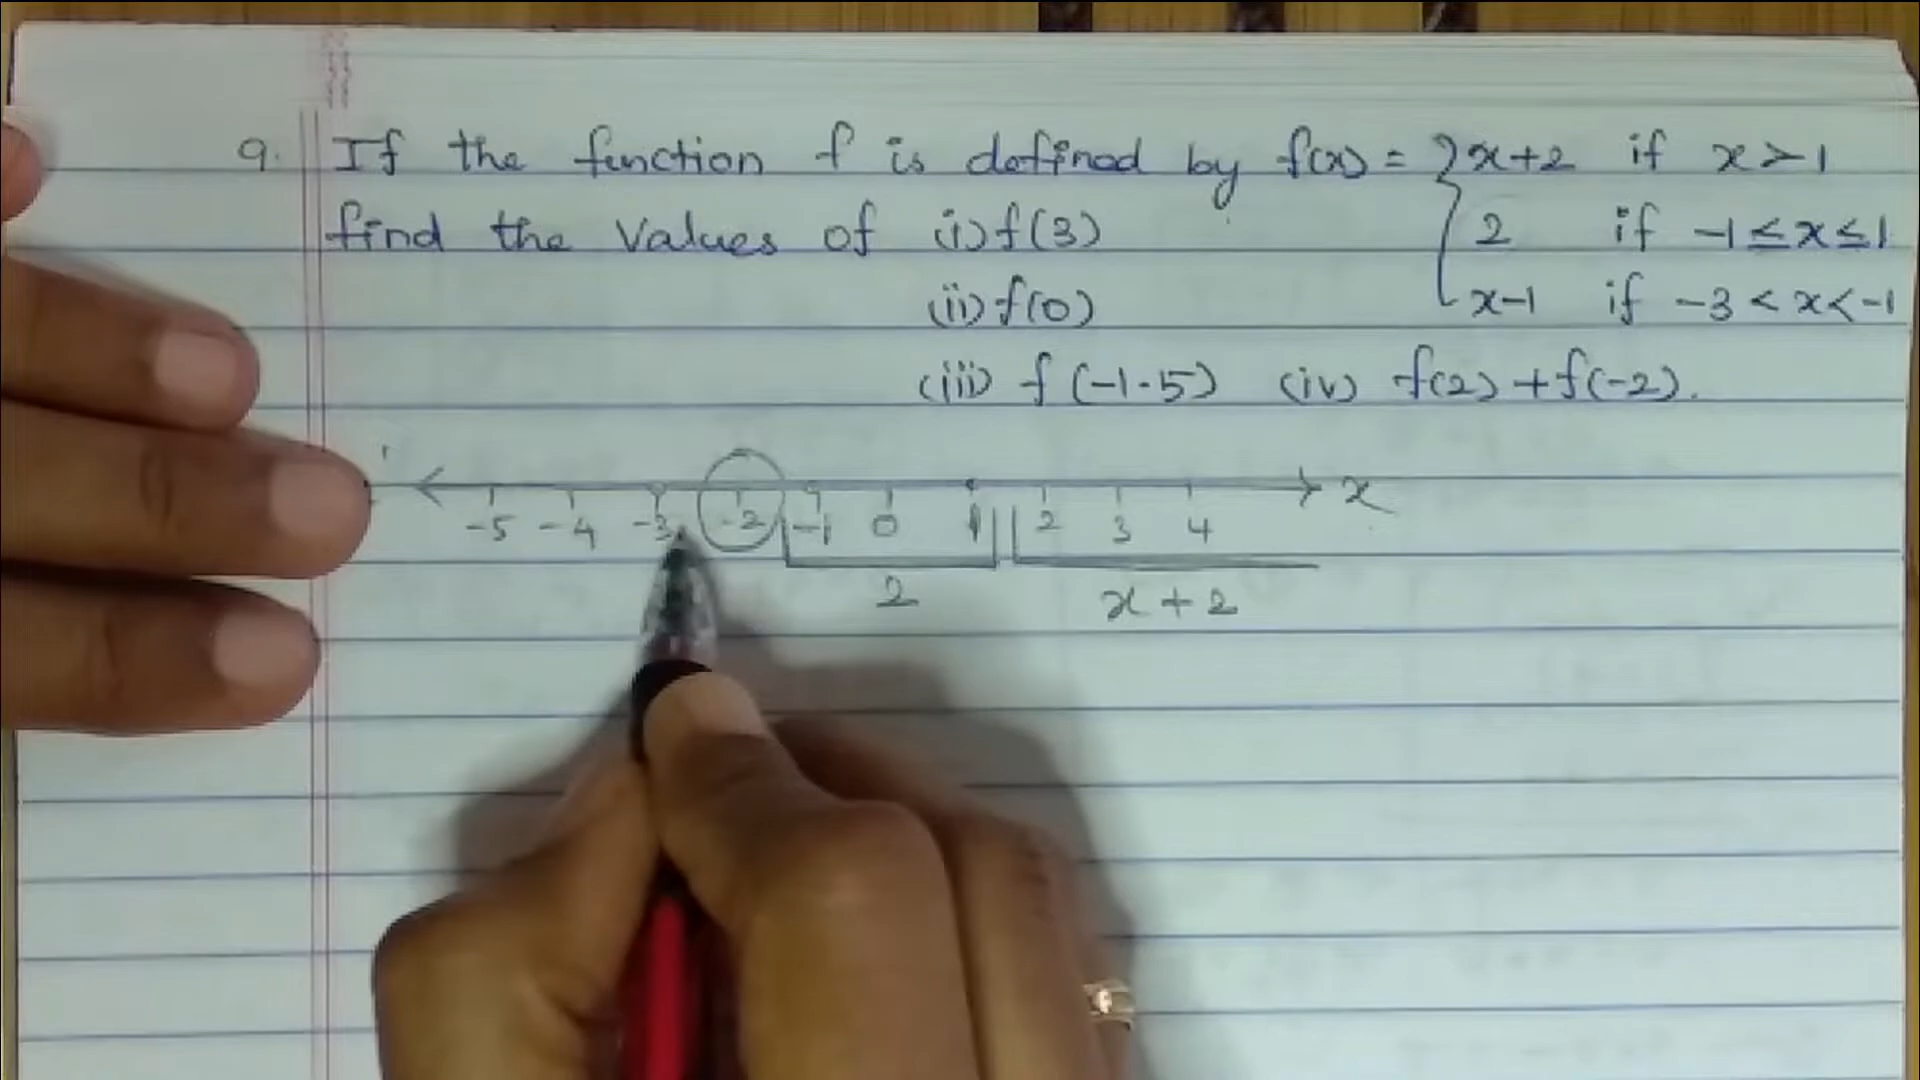 9. If the function f is defined by f(x) = { x+2 if x > 1
find the values of (i) f(3) 2 if -1 ≤ x ≤ 1
(ii) f(0) x-1 if -3 < x < -1
(iii) f(-1.5) (iv) f(2) + f(-2).
x
-5 -4 -3 -2 -1 0 1 2 3 4
2 x + 2